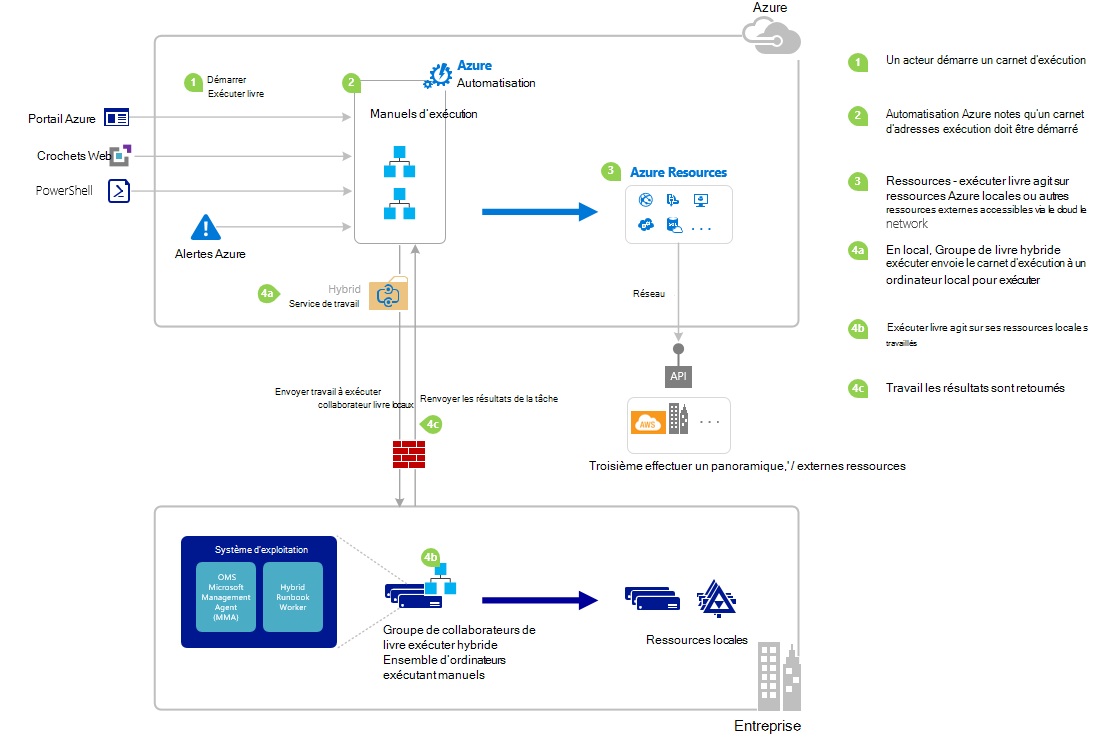 Azure
1
Démarrer
Exécuter livre
2
Azure
Automatisation
Manuels d'exécution
Portail Azure
Crochets Web
PowerShell
Alertes Azure
3
Azure Resources
SQL
. . .
4a
Hybrid
Service de travail
Réseau
API
AWS
. . .
Troisième effectuer un panoramique,' / externes ressources
Envoyer travail à exécuter
collaborateur livre locaux
Renvoyer les résultats de la tâche
4c
Système d'exploitation
OMS
Microsoft
Management
Agent
(MMA)
Hybrid
Runbook
Worker
4b
Groupe de collaborateurs de
livre exécuter hybride
Ensemble d'ordinateurs
exécutant manuels
Ressources locales
Entreprise
1
Un acteur démarre un carnet d'exécution
2
Automatisation Azure notes qu'un carnet
d'adresses exécution doit être démarré
3
Ressources - exécuter livre agit sur
ressources Azure locales ou autres
ressources externes accessibles via le cloud le
network
4a
En local, Groupe de livre hybride
exécuter envoie le carnet d'exécution à un
ordinateur local pour exécuter
4b
Exécuter livre agit sur ses ressources locales
travaillés
4c
Travail les résultats sont retournés